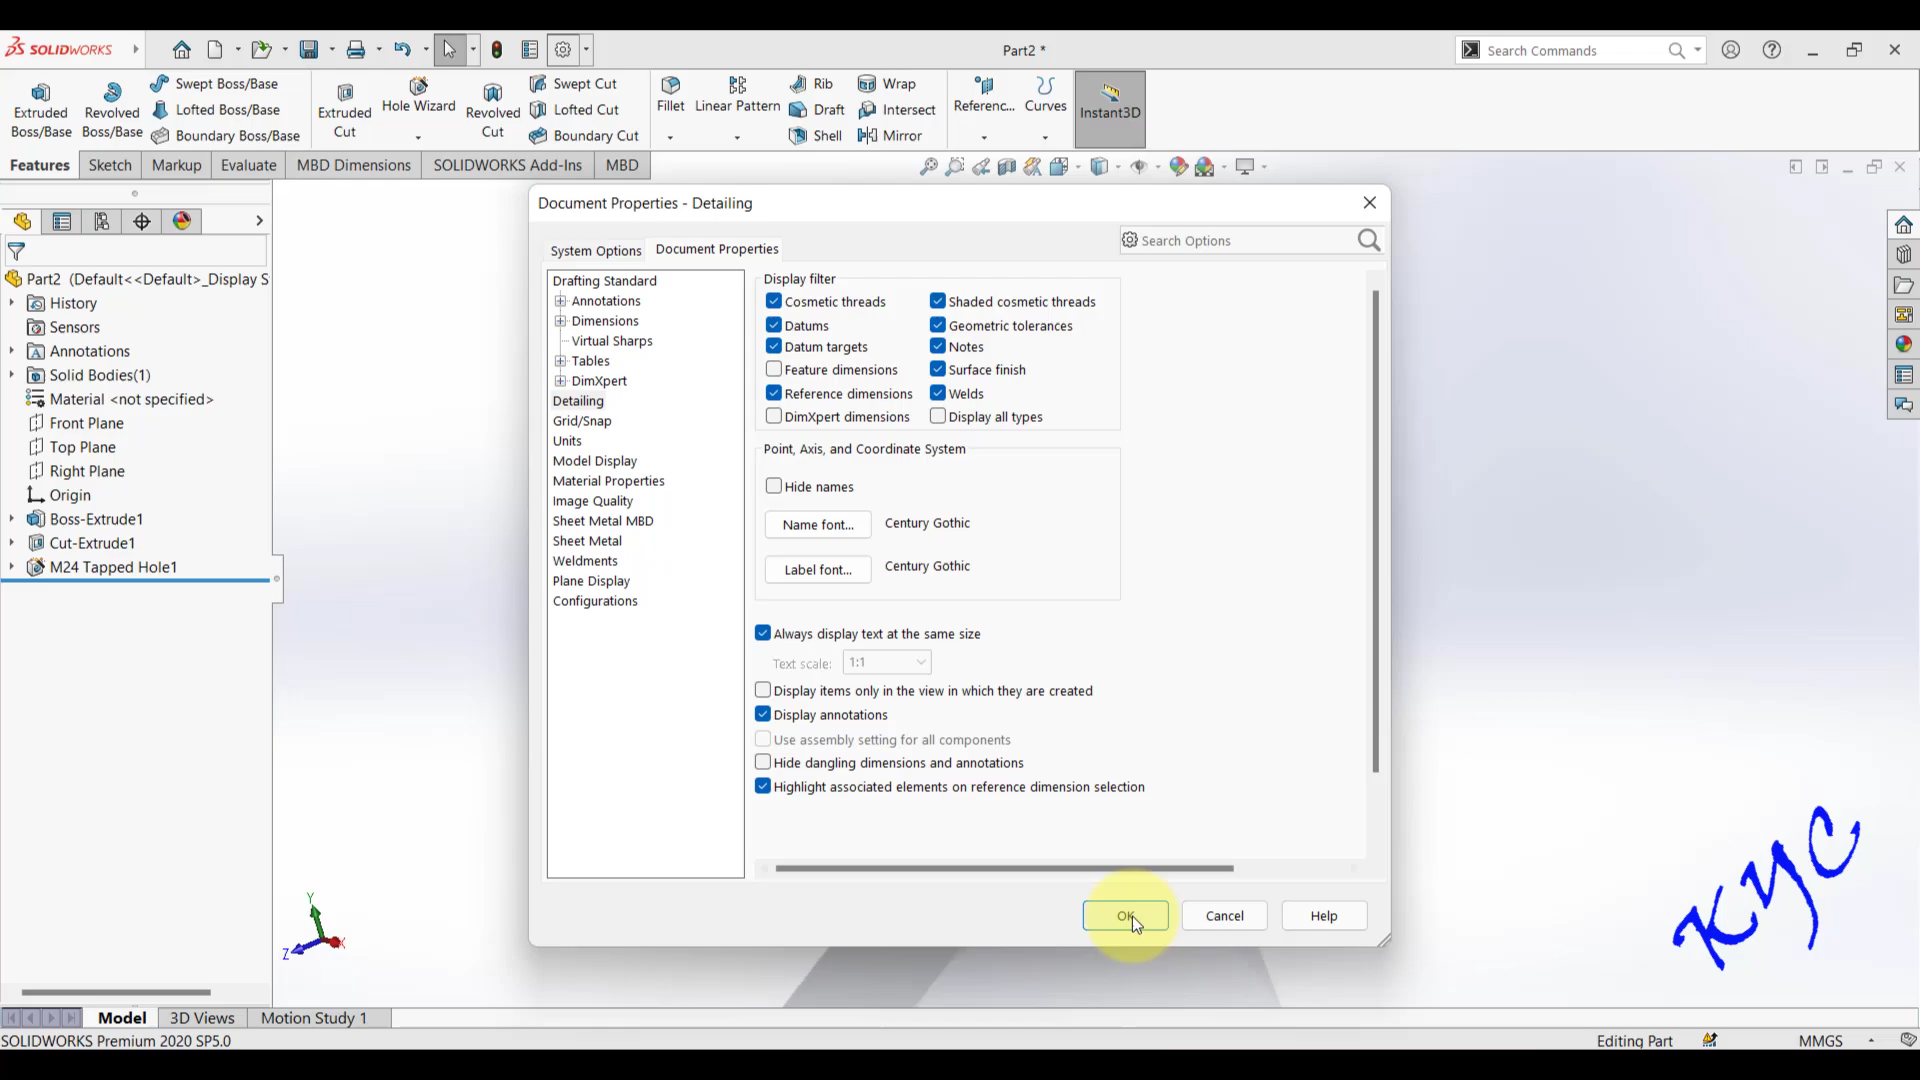 SOLIDWORKS
Part2 *
Search Commands
Extruded Boss/Base
Revolved Boss/Base
Swept Boss/Base
Lofted Boss/Base
Boundary Boss/Base
Extruded Cut
Hole Wizard
Revolved Cut
Swept Cut
Lofted Cut
Boundary Cut
Fillet
Linear Pattern
Rib
Draft
Shell
Wrap
Intersect
Mirror
Referenc...
Curves
Instant3D
Features
Sketch
Markup
Evaluate
MBD Dimensions
SOLIDWORKS Add-Ins
MBD
Part2 (Default<<Default>_Display S
History
Sensors
Annotations
Solid Bodies(1)
Material <not specified>
Front Plane
Top Plane
Right Plane
Origin
Boss-Extrude1
Cut-Extrude1
M24 Tapped Hole1
Document Properties - Detailing
System Options
Document Properties
Search Options
Drafting Standard
Annotations
Dimensions
Virtual Sharps
Tables
DimXpert
Detailing
Grid/Snap
Units
Model Display
Material Properties
Image Quality
Sheet Metal MBD
Sheet Metal
Weldments
Plane Display
Configurations
Display filter
Cosmetic threads
Shaded cosmetic threads
Datums
Geometric tolerances
Datum targets
Notes
Feature dimensions
Surface finish
Reference dimensions
Welds
DimXpert dimensions
Display all types
Point, Axis, and Coordinate System
Hide names
Name font...
Century Gothic
Label font...
Century Gothic
Always display text at the same size
Text scale:
1:1
Display items only in the view in which they are created
Display annotations
Use assembly setting for all components
Hide dangling dimensions and annotations
Highlight associated elements on reference dimension selection
OK
Cancel
Help
Y
Z
X
KYC
Model
3D Views
Motion Study 1
SOLIDWORKS Premium 2020 SP5.0
Editing Part
MMGS